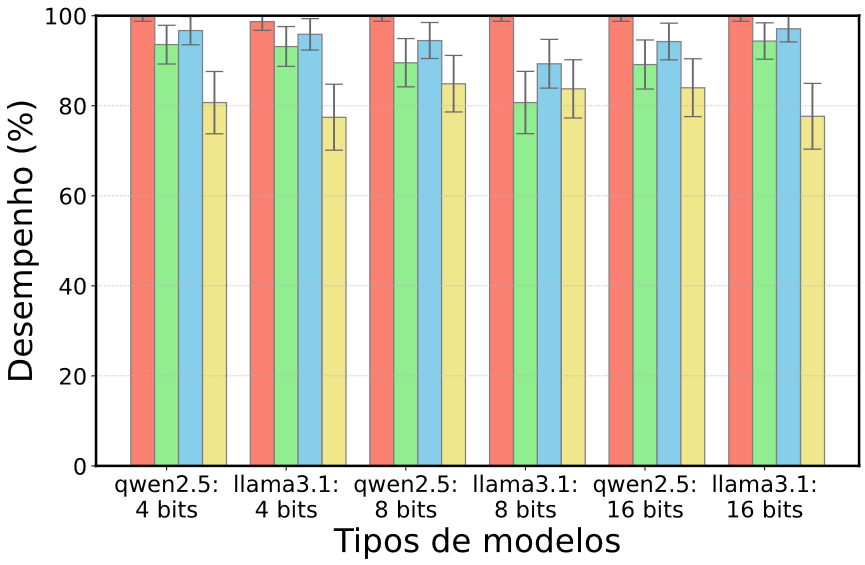 Desempenho (%)
100
80
60
40
20
0
qwen2.5: llama3.1: qwen2.5: llama3.1: qwen2.5: llama3.1:
4 bits 4 bits 8 bits 8 bits 16 bits 16 bits
Tipos de modelos